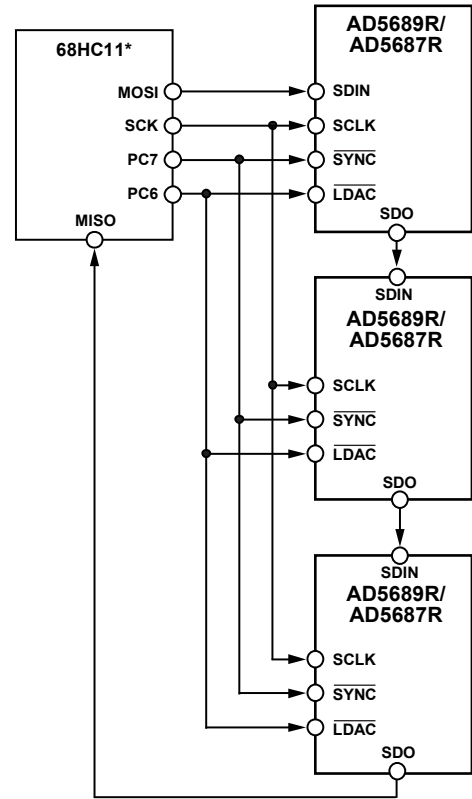 68HC11*
MOSI
SCK
PC7
PC6
MISO
AD5689R/
AD5687R
SDIN
SCLK
SYNC
LDAC
SDO
SDIN
AD5689R/
AD5687R
SCLK
SYNC
LDAC
SDO
SDIN
AD5689R/
AD5687R
SCLK
SYNC
LDAC
SDO